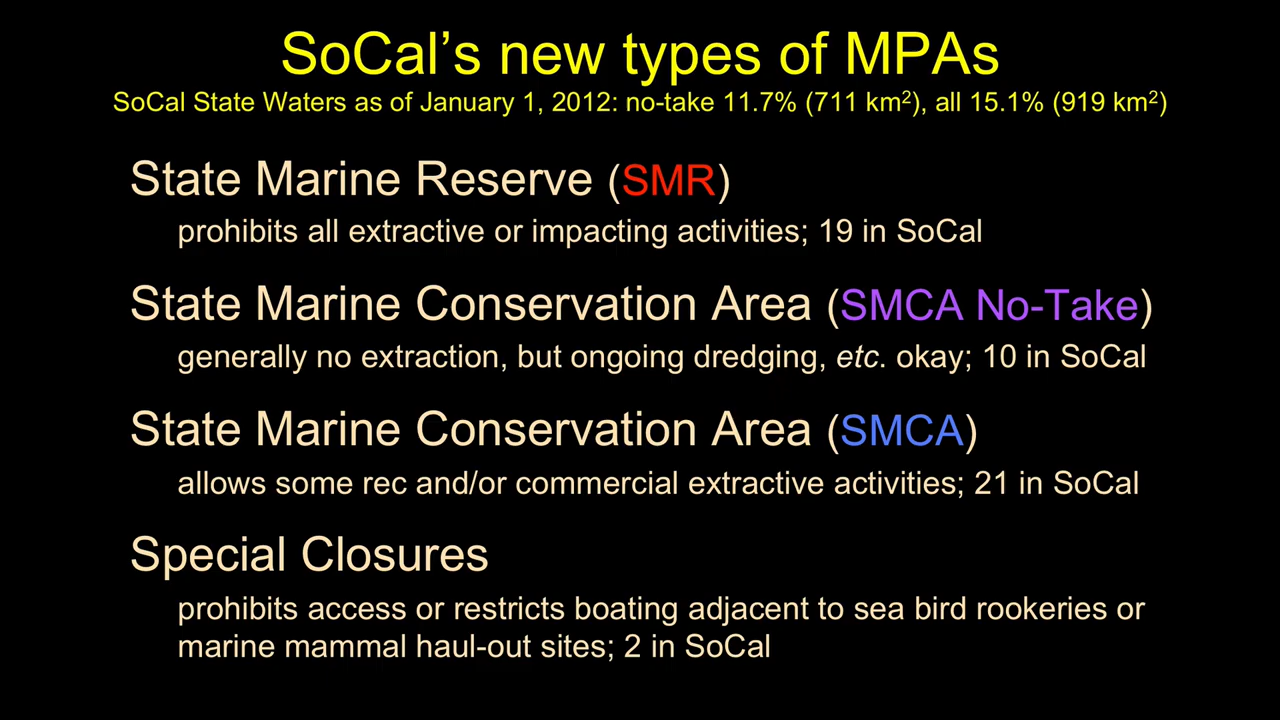 SoCal’s new types of MPAs
SoCal State Waters as of January 1, 2012: no-take 11.7% (711 km²), all 15.1% (919 km²)
State Marine Reserve (SMR)
prohibits all extractive or impacting activities; 19 in SoCal
State Marine Conservation Area (SMCA No-Take)
generally no extraction, but ongoing dredging, etc. okay; 10 in SoCal
State Marine Conservation Area (SMCA)
allows some rec and/or commercial extractive activities; 21 in SoCal
Special Closures
prohibits access or restricts boating adjacent to sea bird rookeries or
marine mammal haul-out sites; 2 in SoCal